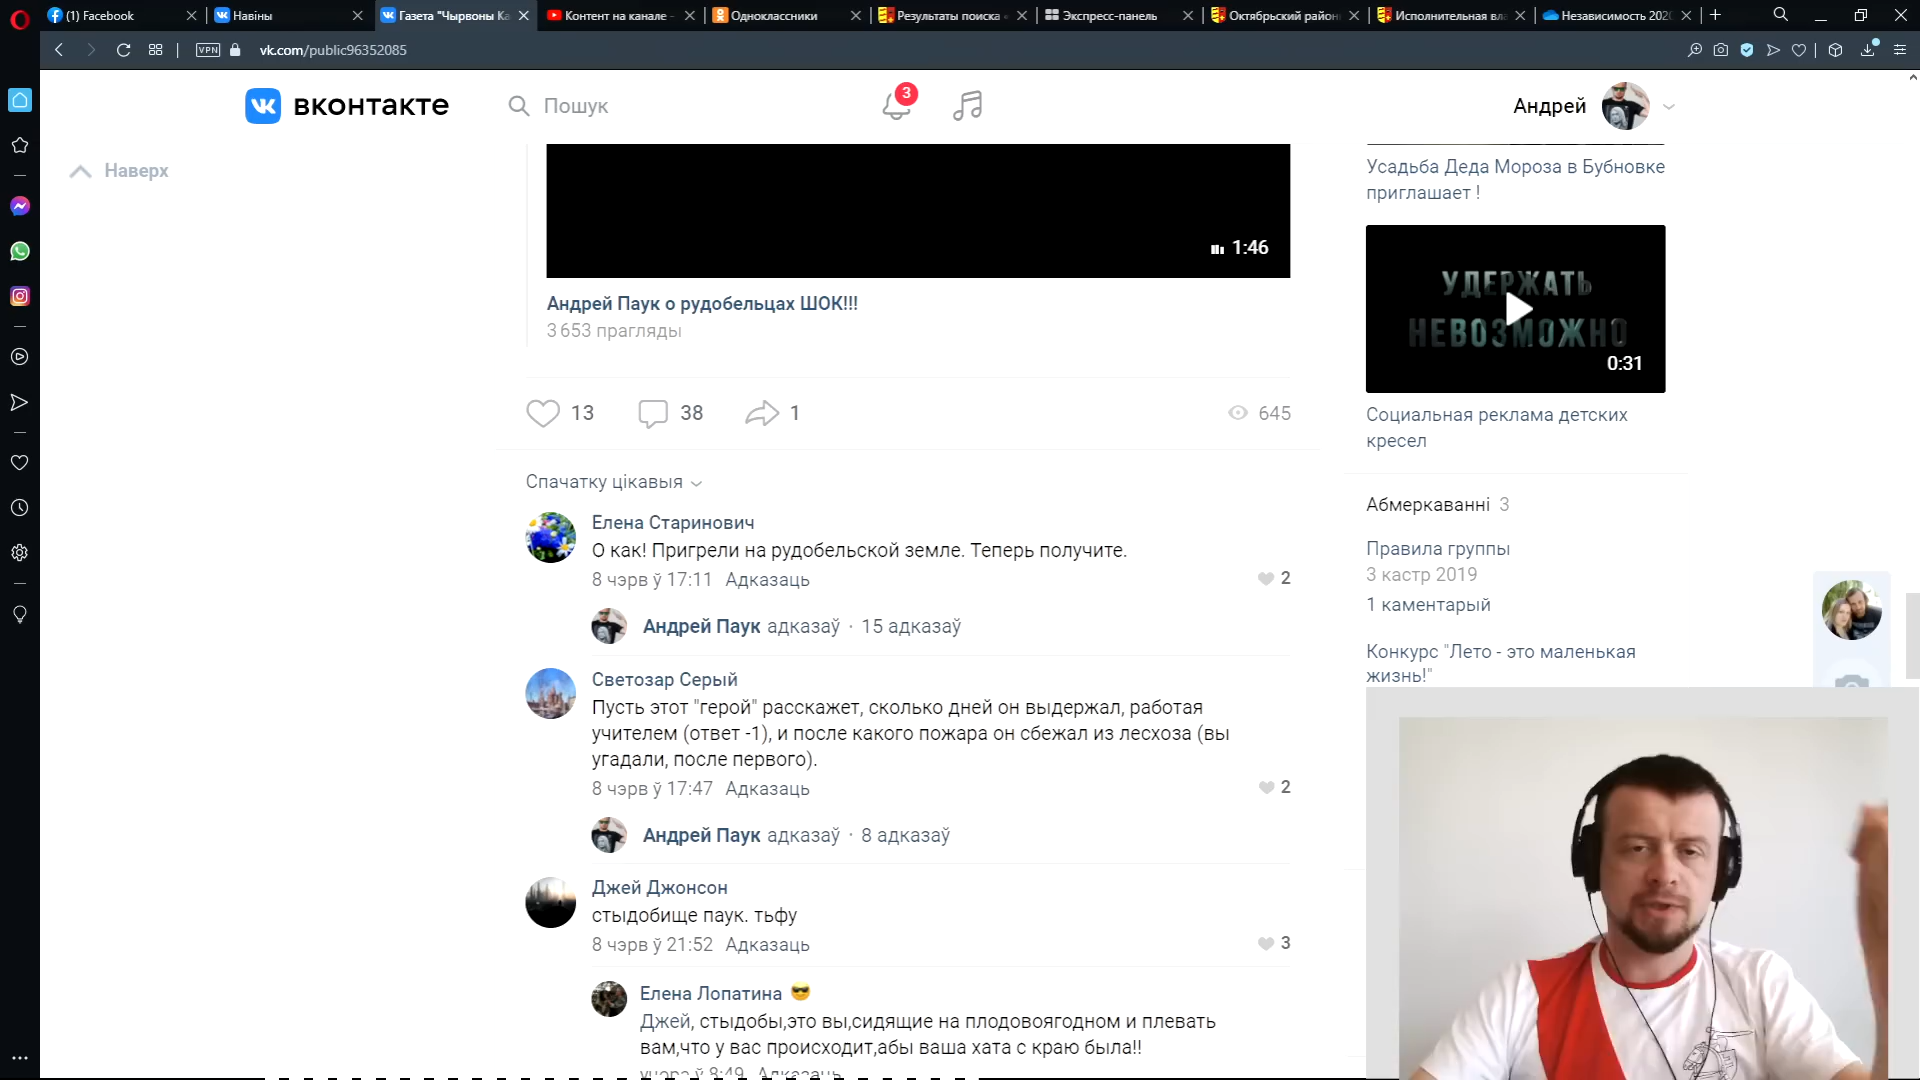 (1) Facebook
Навіны
Газета "Чырвоны Ка
Контент на канале -
Одноклассники
Результаты поиска «
Экспресс-панель
Октябрьский район
Исполнительная вла
Независимость 2020
VPN
vk.com/public96352085
вконтакте
Пошук
3
Андрей
Наверх
1:46
Андрей Паук о рудобельцах ШОК!!!
3 653 прагляды
13
38
1
645
Спачатку цікавыя
Елена Старинович
О как! Пригрели на рудобельской земле. Теперь получите.
8 чэрв ў 17:11 Адказаць
2
Андрей Паук адказаў · 15 адказаў
Светозар Серый
Пусть этот "герой" расскажет, сколько дней он выдержал, работая
учителем (ответ -1), и после какого пожара он сбежал из лесхоза (вы
угадали, после первого).
8 чэрв ў 17:47 Адказаць
2
Андрей Паук адказаў · 8 адказаў
Джей Джонсон
стыдобище паук. тьфу
8 чэрв ў 21:52 Адказаць
3
Елена Лопатина
Джей, стыдобы,это вы,сидящие на плодовоягодном и плевать
вам,что у вас происходит,абы ваша хата с краю была!!
учора ў 8:49 Адказаць
Усадьба Деда Мороза в Бубновке
приглашает !
УДЕРЖАТЬ
НЕВОЗМОЖНО
0:31
Социальная реклама детских
кресел
Абмеркаванні 3
Правила группы
3 кастр 2019
1 каментарый
Конкурс "Лето - это маленькая
жизнь!"